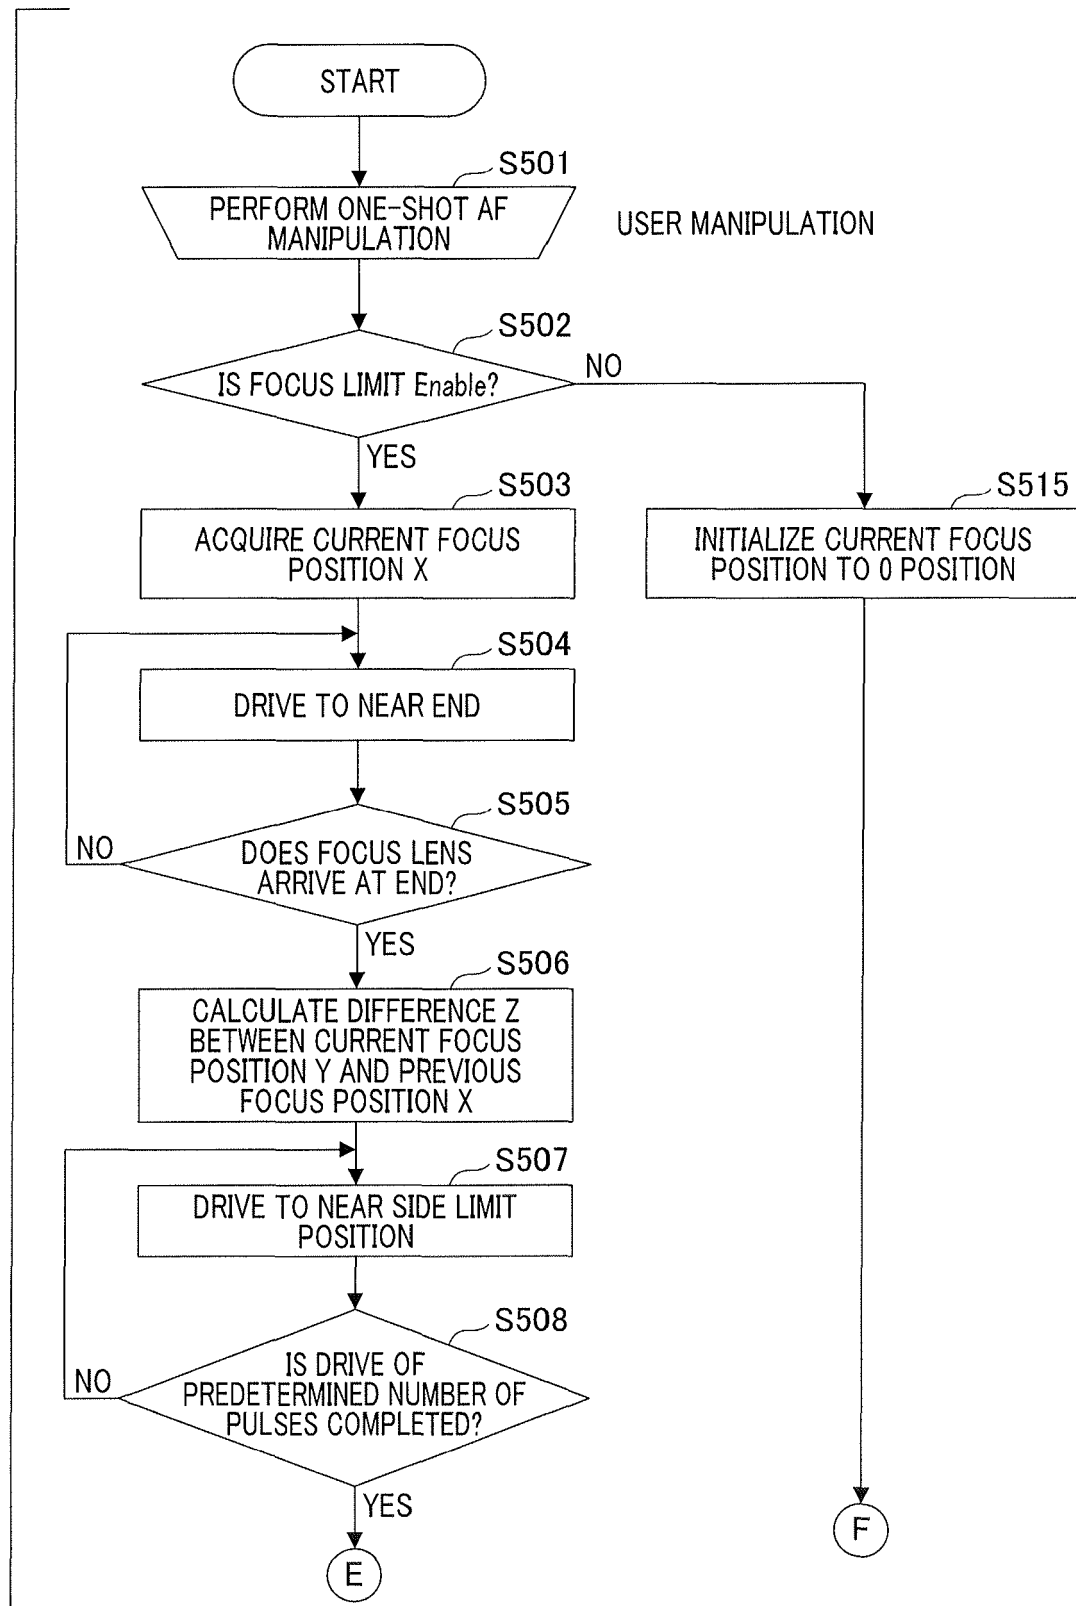 START
S501
PERFORM ONE-SHOT AF
MANIPULATION
USER MANIPULATION
S502
IS FOCUS LIMIT Enable?
NO
YES
S503
ACQUIRE CURRENT FOCUS
POSITION X
S515
INITIALIZE CURRENT FOCUS
POSITION TO 0 POSITION
S504
DRIVE TO NEAR END
S505
DOES FOCUS LENS
ARRIVE AT END?
NO
YES
S506
CALCULATE DIFFERENCE Z
BETWEEN CURRENT FOCUS
POSITION Y AND PREVIOUS
FOCUS POSITION X
S507
DRIVE TO NEAR SIDE LIMIT
POSITION
S508
IS DRIVE OF
PREDETERMINED NUMBER OF
PULSES COMPLETED?
NO
YES
E
F